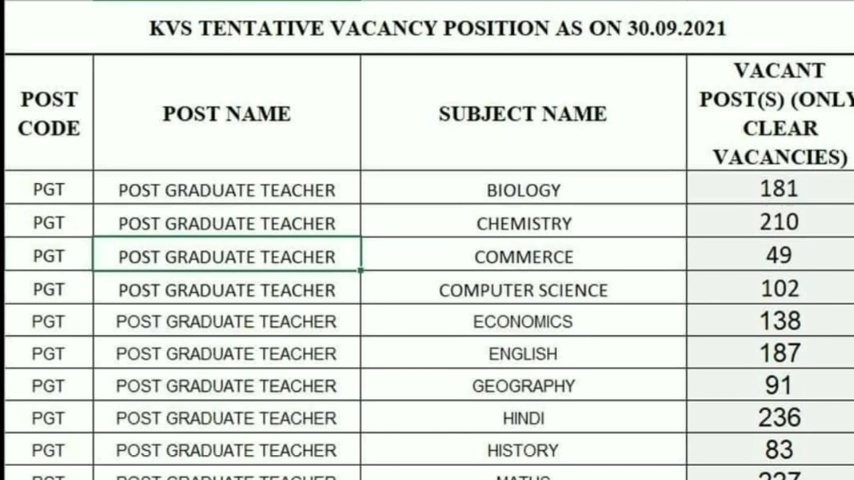 KVS TENTATIVE VACANCY POSITION AS ON 30.09.2021
POST CODE POST NAME SUBJECT NAME VACANT POST(S) (ONLY CLEAR VACANCIES)
PGT POST GRADUATE TEACHER BIOLOGY 181
PGT POST GRADUATE TEACHER CHEMISTRY 210
PGT POST GRADUATE TEACHER COMMERCE 49
PGT POST GRADUATE TEACHER COMPUTER SCIENCE 102
PGT POST GRADUATE TEACHER ECONOMICS 138
PGT POST GRADUATE TEACHER ENGLISH 187
PGT POST GRADUATE TEACHER GEOGRAPHY 91
PGT POST GRADUATE TEACHER HINDI 236
PGT POST GRADUATE TEACHER HISTORY 83